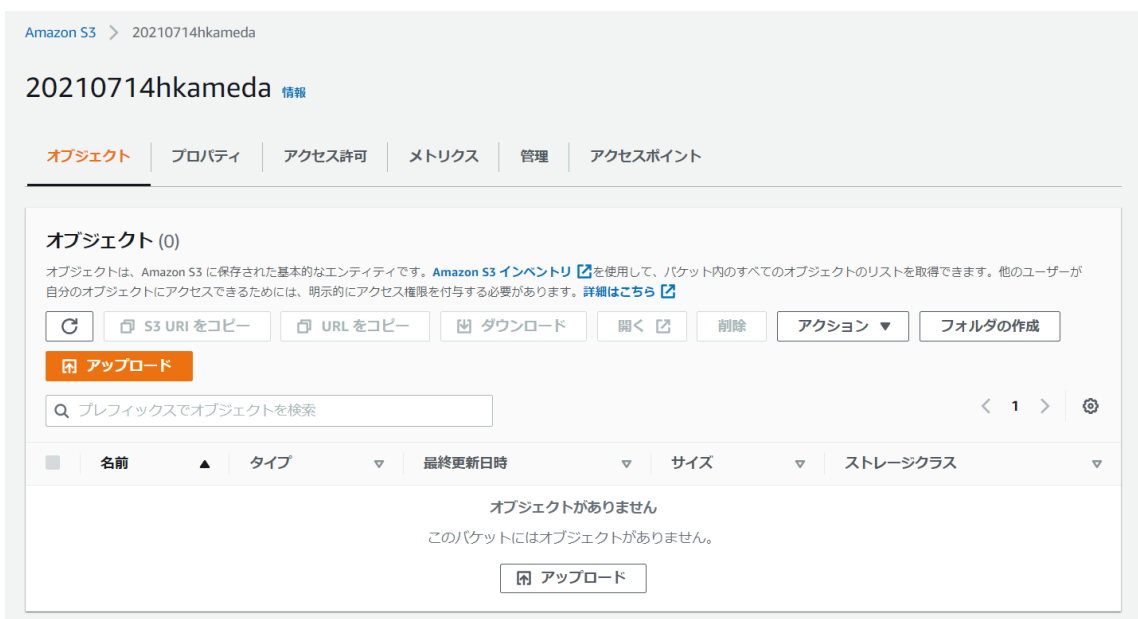 Amazon S3 > 20210714hkameda
20210714hkameda 情報
オブジェクト プロパティ アクセス許可 メトリクス 管理 アクセスポイント
オブジェクト (0)
オブジェクトは、Amazon S3 に保存された基本的なエンティティです。Amazon S3 インベントリ を使用して、バケット内のすべてのオブジェクトのリストを取得できます。他のユーザーが
自分のオブジェクトにアクセスできるためには、明示的にアクセス権限を付与する必要があります。詳細はこちら
S3 URI をコピー URL をコピー ダウンロード 開く 削除 アクション ▼ フォルダの作成
アップロード
プレフィックスでオブジェクトを検索 < 1 >
名前 ▲ タイプ ▽ 最終更新日時 ▽ サイズ ▽ ストレージクラス ▽
オブジェクトがありません
このバケットにはオブジェクトがありません。
アップロード